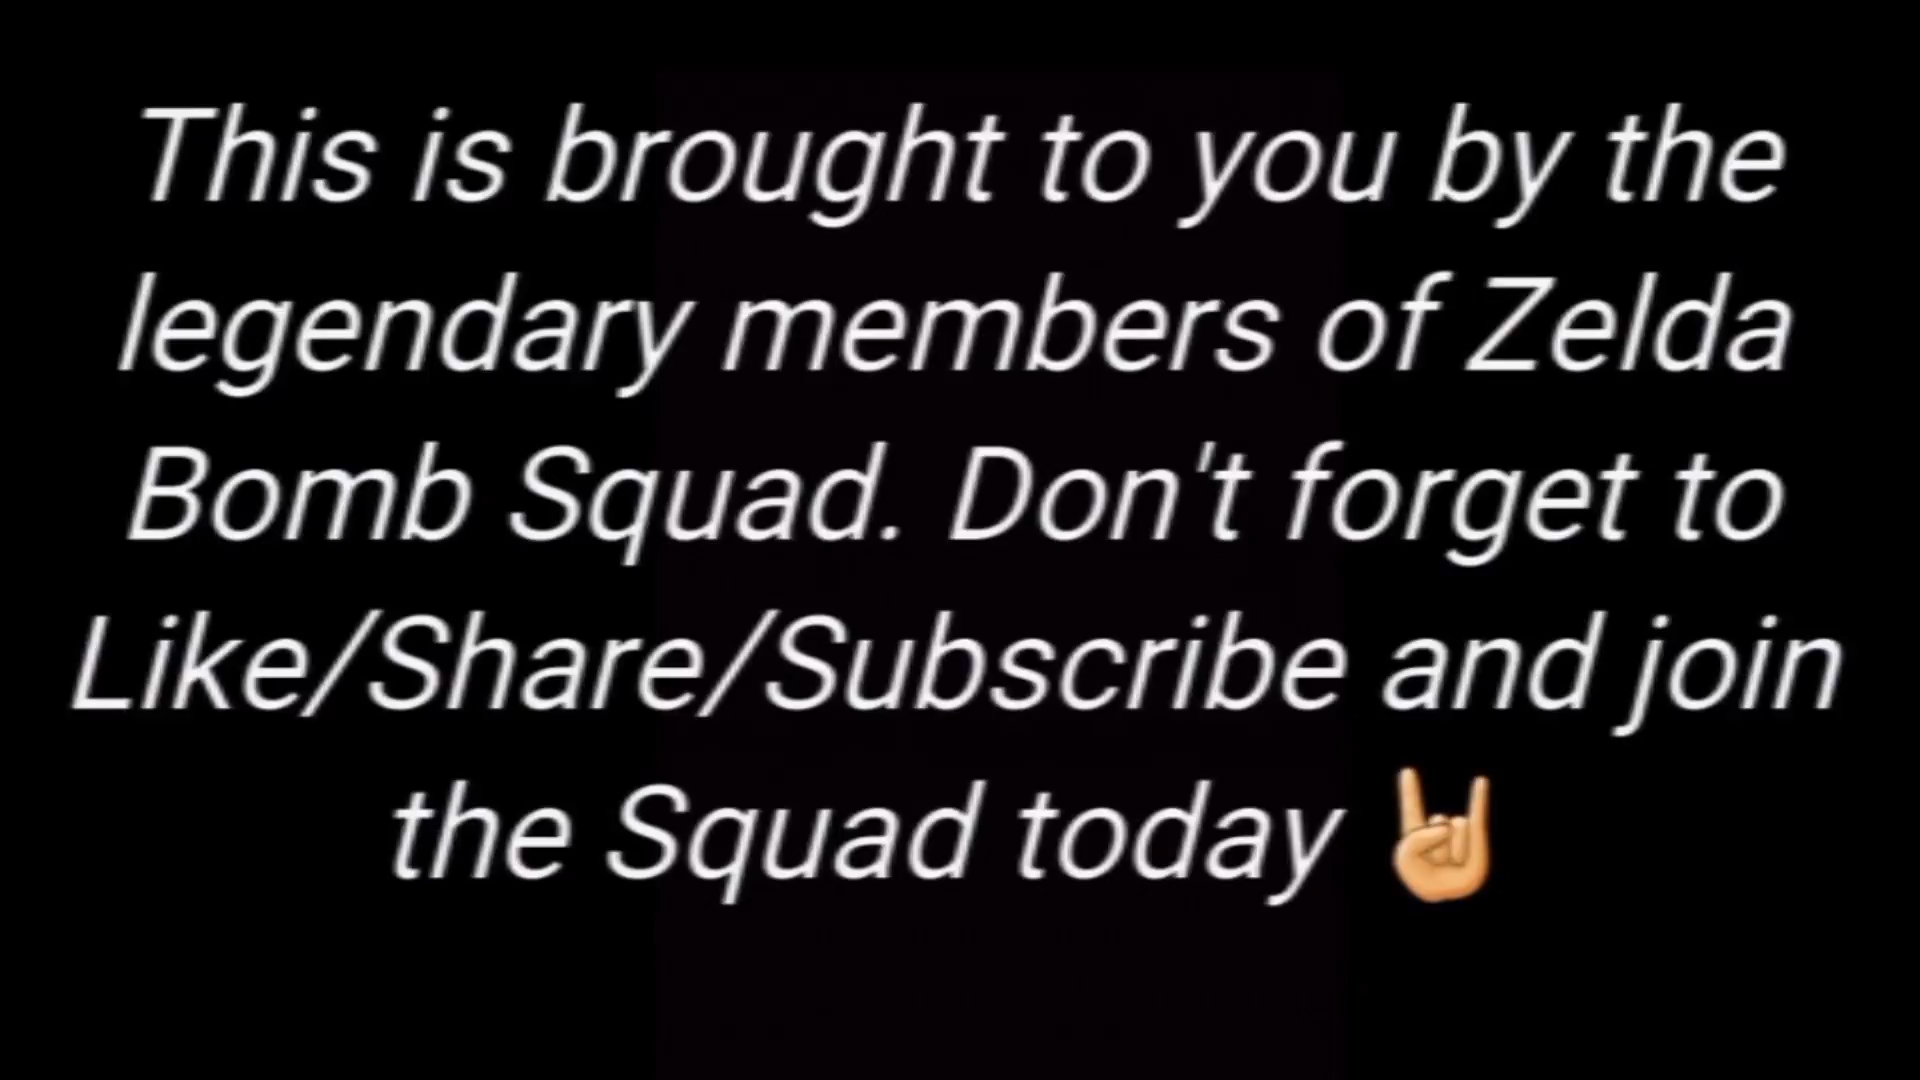 This is brought to you by the
legendary members of Zelda
Bomb Squad. Don't forget to
Like/Share/Subscribe and join
the Squad today 🤘